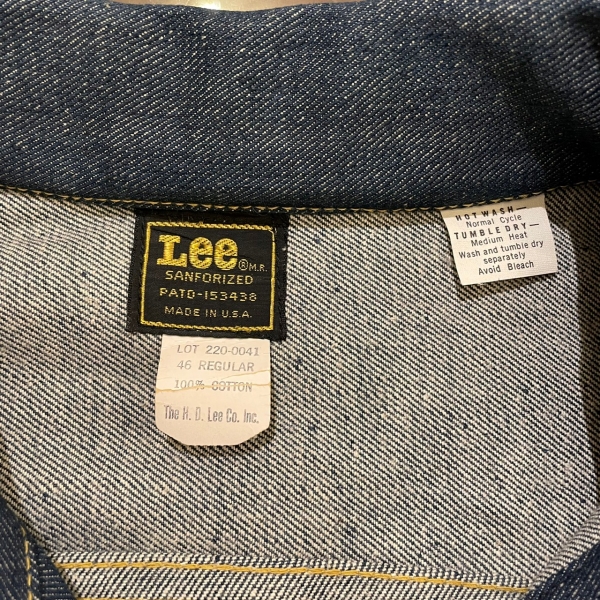 Lee ® M.R.
SANFORIZED
PATD-153438
MADE IN U.S.A.
LOT 220-0041
46 REGULAR
100% COTTON
The H. D. Lee Co. Inc.
HOT WASH—
Normal Cycle
TUMBLE DRY—
Medium Heat
Wash and tumble dry
separately
Avoid Bleach